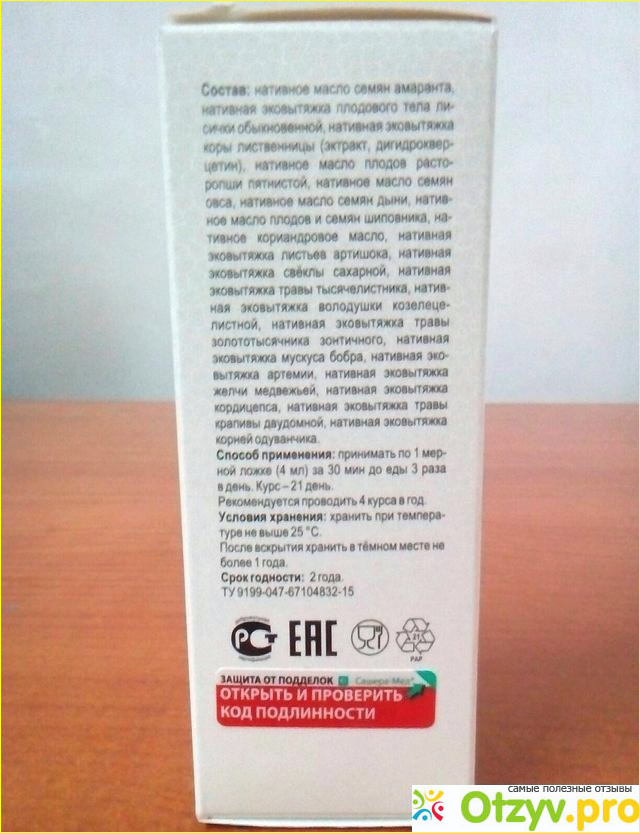 Состав: нативное масло семян амаранта,
нативная эковытяжка плодового тела ли-
сички обыкновенной, нативная эковытяжка
коры лиственницы (эктракт, дигидроквер-
цетин), нативное масло плодов расто-
ропши пятнистой, нативное масло семян
овса, нативное масло семян дыни, натив-
ное масло плодов и семян шиповника, на-
тивное кориандровое масло, нативная
эковытяжка листьев артишока, нативная
эковытяжка свёклы сахарной, нативная
эковытяжка травы тысячелистника, натив-
ная эковытяжка володушки козелеце-
листной, нативная эковытяжка травы
золототысячника зонтичного, нативная
эковытяжка мускуса бобра, нативная эко-
вытяжка артемии, нативная эковытяжка
желчи медвежьей, нативная эковытяжка
кордицепса, нативная эковытяжка травы
крапивы двудомной, нативная эковытяжка
корней одуванчика.
Способ применения: принимать по 1 мер-
ной ложке (4 мл) за 30 мин до еды 3 раза
в день. Курс – 21 день.
Рекомендуется проводить 4 курса в год.
Условия хранения: хранить при темпера-
туре не выше 25 °С.
После вскрытия хранить в тёмном месте не
более 1 года.
Срок годности: 2 года.
ТУ 9199-047-67104832-15
РСТ ЕАС 21
PAP
ЗАЩИТА ОТ ПОДДЕЛОК Сашера-Мед
ОТКРЫТЬ И ПРОВЕРИТЬ
КОД ПОДЛИННОСТИ
самые полезные отзывы
Otzyv.pro